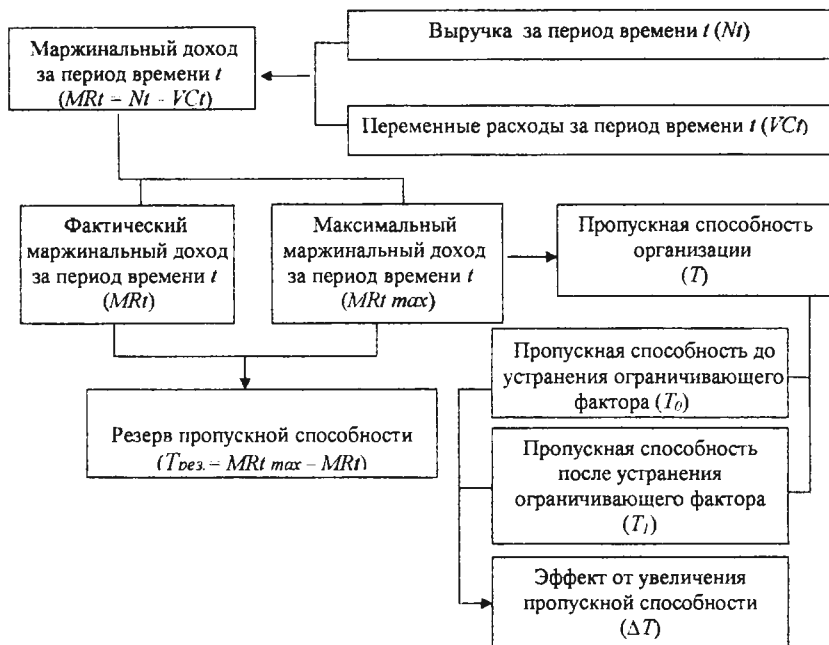 Маржинальный доход
за период времени t
(MRt = Nt - VCt)
Выручка за период времени t (Nt)
Переменные расходы за период времени t (VCt)
Фактический
маржинальный доход
за период времени t
(MRt)
Максимальный
маржинальный доход
за период времени t
(MRt max)
Пропускная способность
организации
(T)
Резерв пропускной способности
(Tрез. = MRt max – MRt)
Пропускная способность до
устранения ограничивающего
фактора (T₀)
Пропускная способность
после устранения
ограничивающего фактора
(T₁)
Эффект от увеличения
пропускной способности
(ΔT)